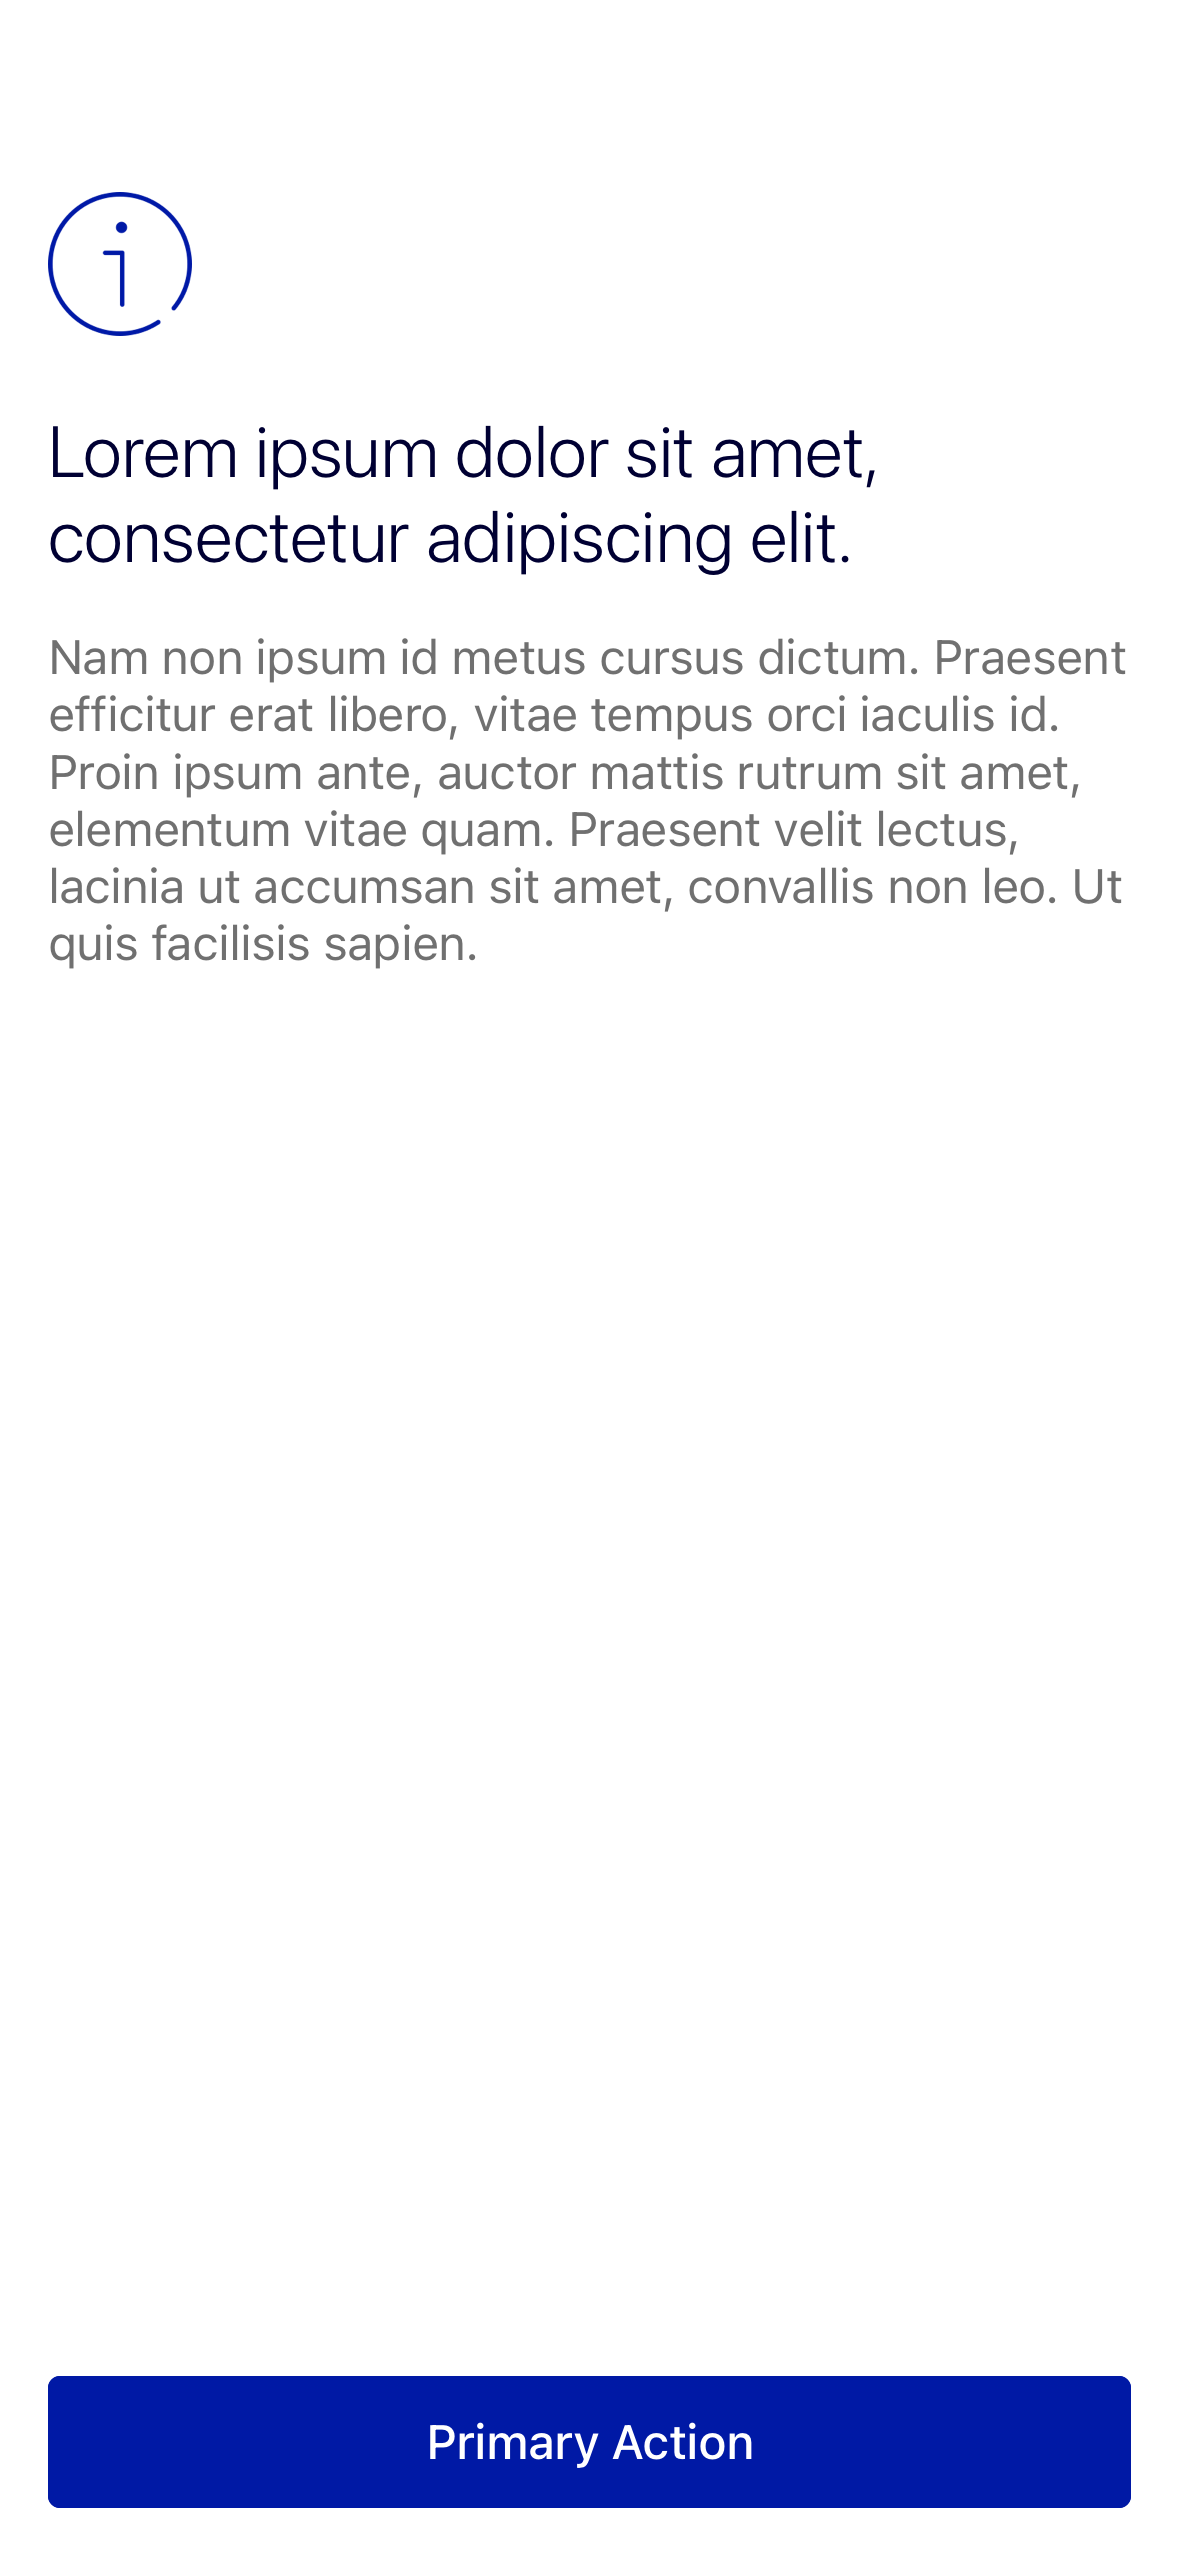 Lorem ipsum dolor sit amet,
consectetur adipiscing elit.
Nam non ipsum id metus cursus dictum. Praesent
efficitur erat libero, vitae tempus orci iaculis id.
Proin ipsum ante, auctor mattis rutrum sit amet,
elementum vitae quam. Praesent velit lectus,
lacinia ut accumsan sit amet, convallis non leo. Ut
quis facilisis sapien.
Primary Action